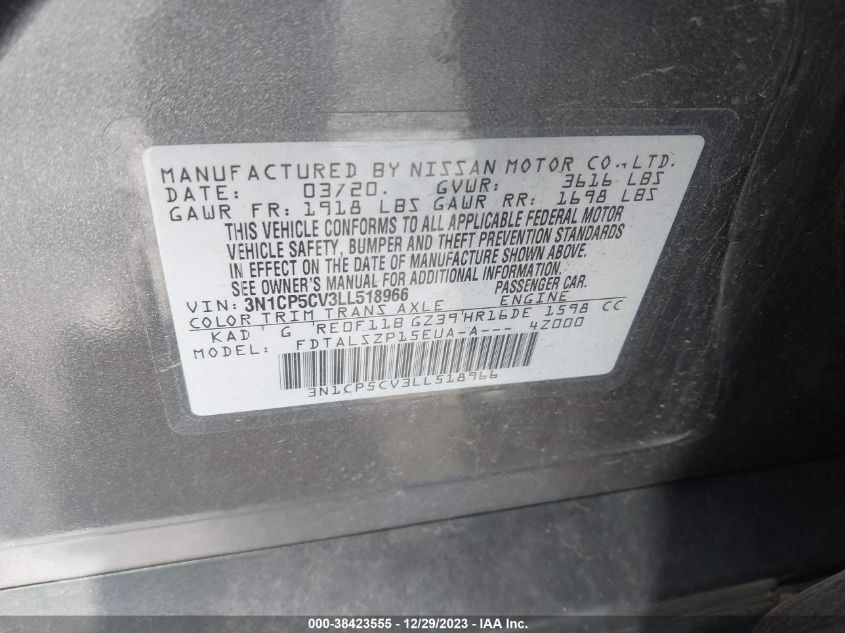 MANUFACTURED BY NISSAN MOTOR CO.,LTD.
DATE: 03/20. GVWR: 3616 LBS
GAWR FR: 1918 LBS GAWR RR: 1698 LBS
THIS VEHICLE CONFORMS TO ALL APPLICABLE FEDERAL MOTOR
VEHICLE SAFETY, BUMPER AND THEFT PREVENTION STANDARDS
IN EFFECT ON THE DATE OF MANUFACTURE SHOWN ABOVE.
SEE OWNER'S MANUAL FOR ADDITIONAL INFORMATION.
VIN: 3N1CP5CV3LL518966 PASSENGER CAR.
COLOR TRIM TRANS AXLE ENGINE
KAD G RE0F11B GZ39 HR16DE 1598 CC
MODEL: FDTALSZP15EUA-A--- 42000
3N1CP5CV3LL518966
000-38423555 - 12/29/2023 - IAA Inc.